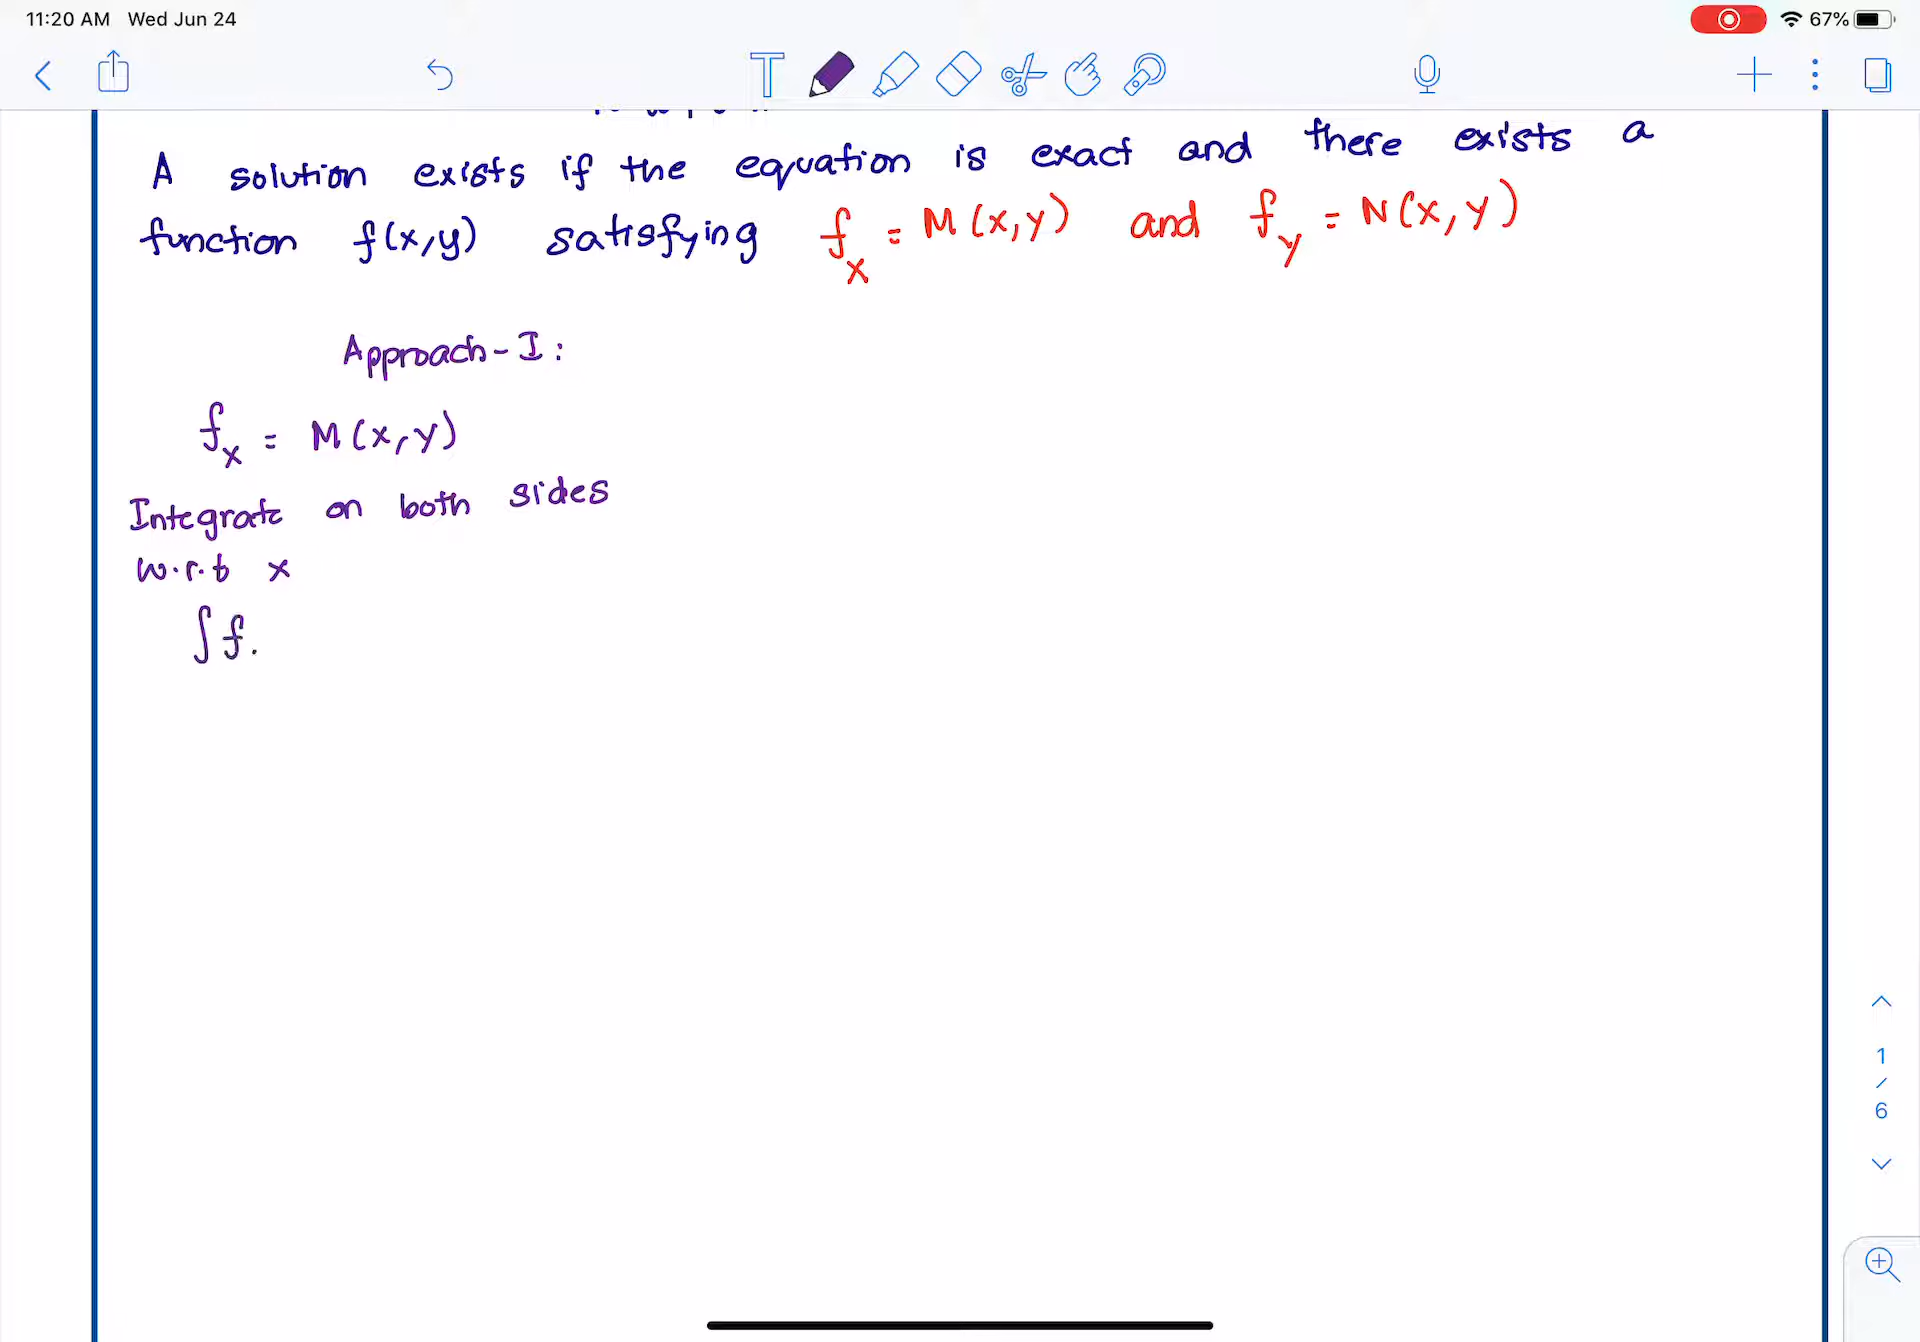 11:20 AM Wed Jun 24
67%
A solution exists if the equation is exact and there exists a
function f(x,y) satisfying f_x = M(x,y) and f_y = N(x,y)
Approach-I:
f_x = M(x,y)
Integrate on both sides
w.r.t x
∫f.
1
/
6